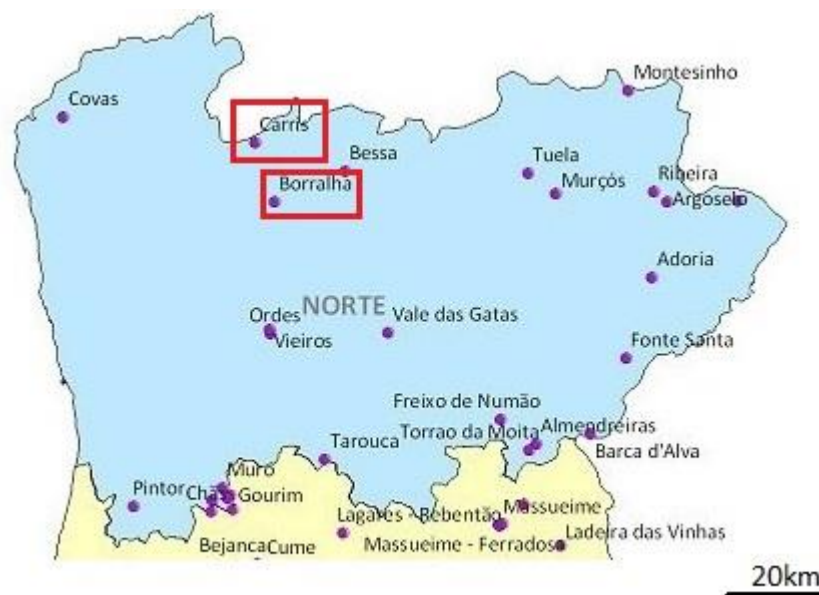 Montesinho
Covas
Carris
Bessa
Tuela
Ribeira
Borralha
Murçós
Argoselo
Adoria
Ordes
NORTE
Vale das Gatas
Vieiros
Fonte Santa
Freixo de Numão
Torrao da Moita
Almendreiras
Tarouca
Barca d'Alva
Muro
Pintor
Chãs
Gourim
Massueime
Lagares - Rebentão
Ladeira das Vinhas
Bejanca
Cume
Massueime - Ferradosa
20km